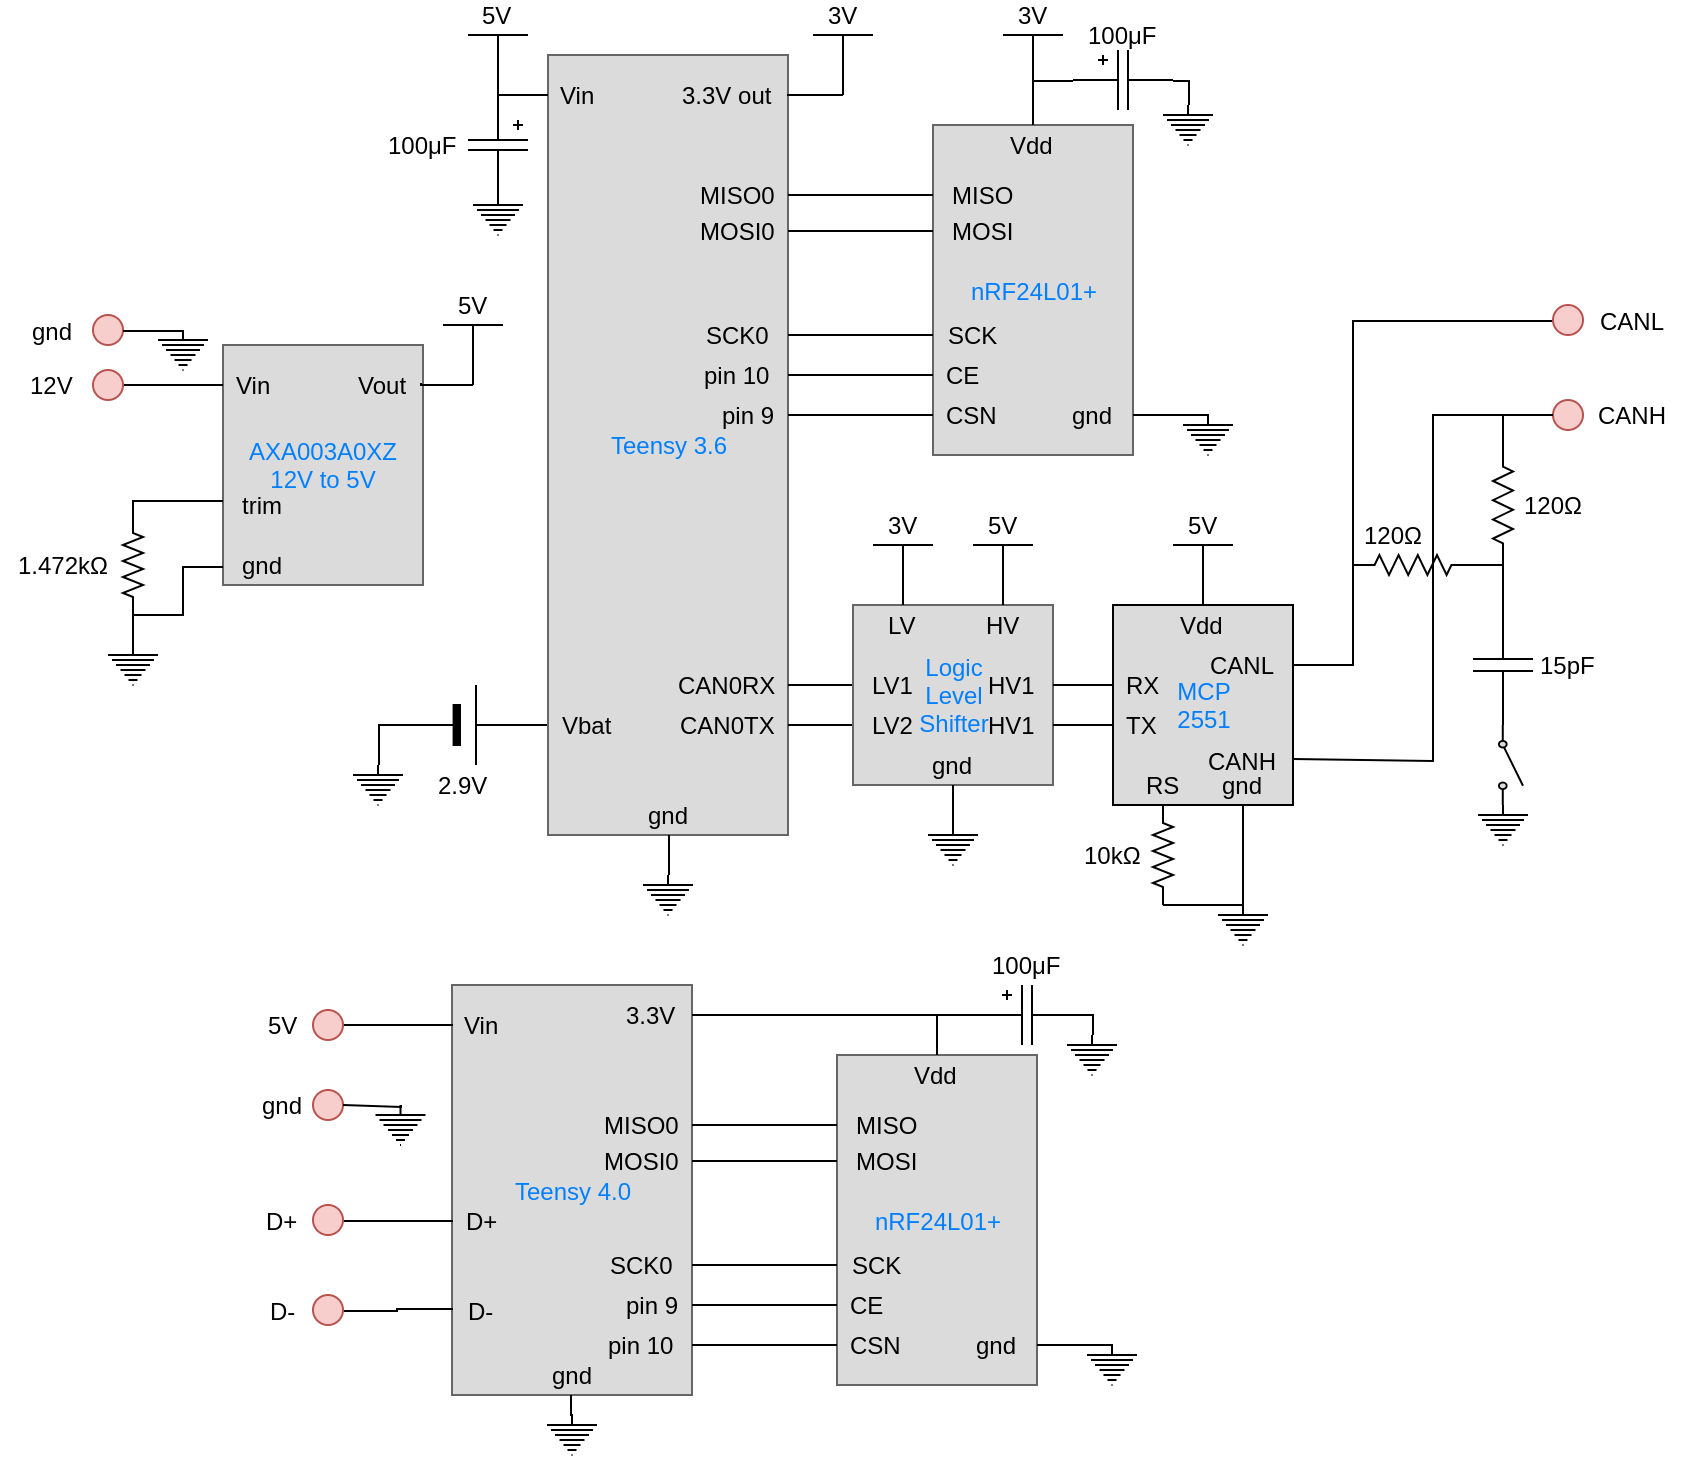 5V
3V
3V
100μF
+
Vin
3.3V out
100μF
+
Vdd
MISO0
MISO
MOSI0
MOSI
nRF24L01+
5V
gnd
SCK0
SCK
CANL
12V
Vin
Vout
pin 10
CE
pin 9
CSN
gnd
CANH
AXA003A0XZ
12V to 5V
Teensy 3.6
trim
120Ω
3V
5V
5V
120Ω
1.472kΩ
gnd
LV
HV
Vdd
Logic
Level
Shifter
CANL
15pF
CAN0RX
LV1
HV1
RX
MCP
2551
Vbat
CAN0TX
LV2
HV1
TX
gnd
CANH
2.9V
RS
gnd
gnd
10kΩ
100μF
+
5V
Vin
3.3V
Vdd
gnd
MISO0
MISO
MOSI0
MOSI
Teensy 4.0
D+
D+
nRF24L01+
SCK0
SCK
D-
D-
pin 9
CE
pin 10
CSN
gnd
gnd